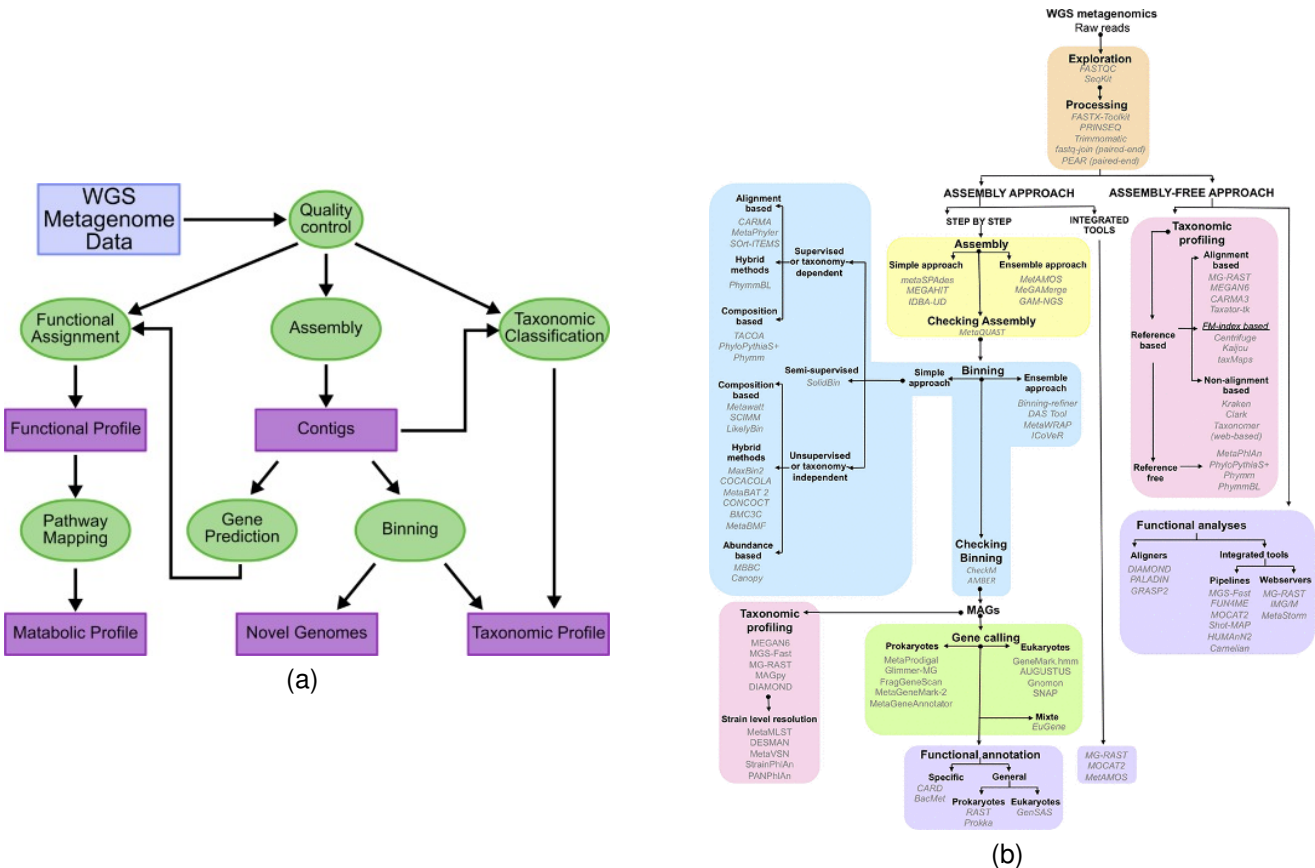 WGS
Metagenome
Data
Quality
control
Functional
Assignment
Assembly
Taxonomic
Classification
Functional Profile
Contigs
Pathway
Mapping
Gene
Prediction
Binning
Matabolic Profile
Novel Genomes
Taxonomic Profile
(a)
WGS metagenomics
Raw reads
Exploration
FASTQC
SeqKit
Processing
FASTX-Toolkit
PRINSEQ
Trimmomatic
fastq-join (paired-end)
PEAR (paired-end)
ASSEMBLY APPROACH
ASSEMBLY-FREE APPROACH
STEP BY STEP
INTEGRATED
TOOLS
Assembly
Simple approach
metaSPAdes
MEGAHIT
IDBA-UD
Ensemble approach
MetAMOS
MeGAMerge
GAM-NGS
Checking Assembly
MetaQUAST
Binning
Simple
approach
Ensemble
approach
Binning-refiner
DAS Tool
MetaWRAP
ICoVeR
Alignment
based
CARMA
MetaPhyler
SOrt-ITEMS
Hybrid
methods
PhymmBL
Supervised
or taxonomy
dependent
Composition
based
TACOA
PhyloPythiaS+
Phymm
Semi-supervised
SolidBin
Composition
based
Metawatt
SCIMM
LikelyBin
Hybrid
methods
MaxBin2
COCACOLA
MetaBAT 2
CONCOCT
BMC3C
MetaBMF
Unsupervised
or taxonomy
independent
Abundance
based
MBBC
Canopy
Checking
Binning
CheckM
AMBER
MAGs
Taxonomic
profiling
MEGAN6
MGS-Fast
MG-RAST
MAGpy
DIAMOND
Strain level resolution
MetaMLST
DESMAN
MetaVSN
StrainPhlAn
PANPhlAn
Gene calling
Prokaryotes
MetaProdigal
Glimmer-MG
FragGeneScan
MetaGeneMark-2
MetaGeneAnnotator
Eukaryotes
GeneMark.hmm
AUGUSTUS
Gnomon
SNAP
Mixte
EuGene
Functional annotation
Specific
CARD
BacMet
General
Prokaryotes
RAST
Prokka
Eukaryotes
GenSAS
MG-RAST
MOCAT2
MetAMOS
Taxonomic
profiling
Reference
based
Alignment
based
MG-RAST
MEGAN6
CARMA3
Taxator-tk
FM-index based
Centrifuge
Kaijou
taxMaps
Non-alignment
based
Kraken
Clark
Taxonomer
(web-based)
Reference
free
MetaPhlAn
PhyloPythiaS+
Phymm
PhymmBL
Functional analyses
Aligners
DIAMOND
PALADIN
GRASP2
Integrated tools
Pipelines
MGS-Fast
FUN4ME
MOCAT2
Shot-MAP
HUMAnN2
Carnelian
Webservers
MG-RAST
IMG/M
MetaStorm
(b)